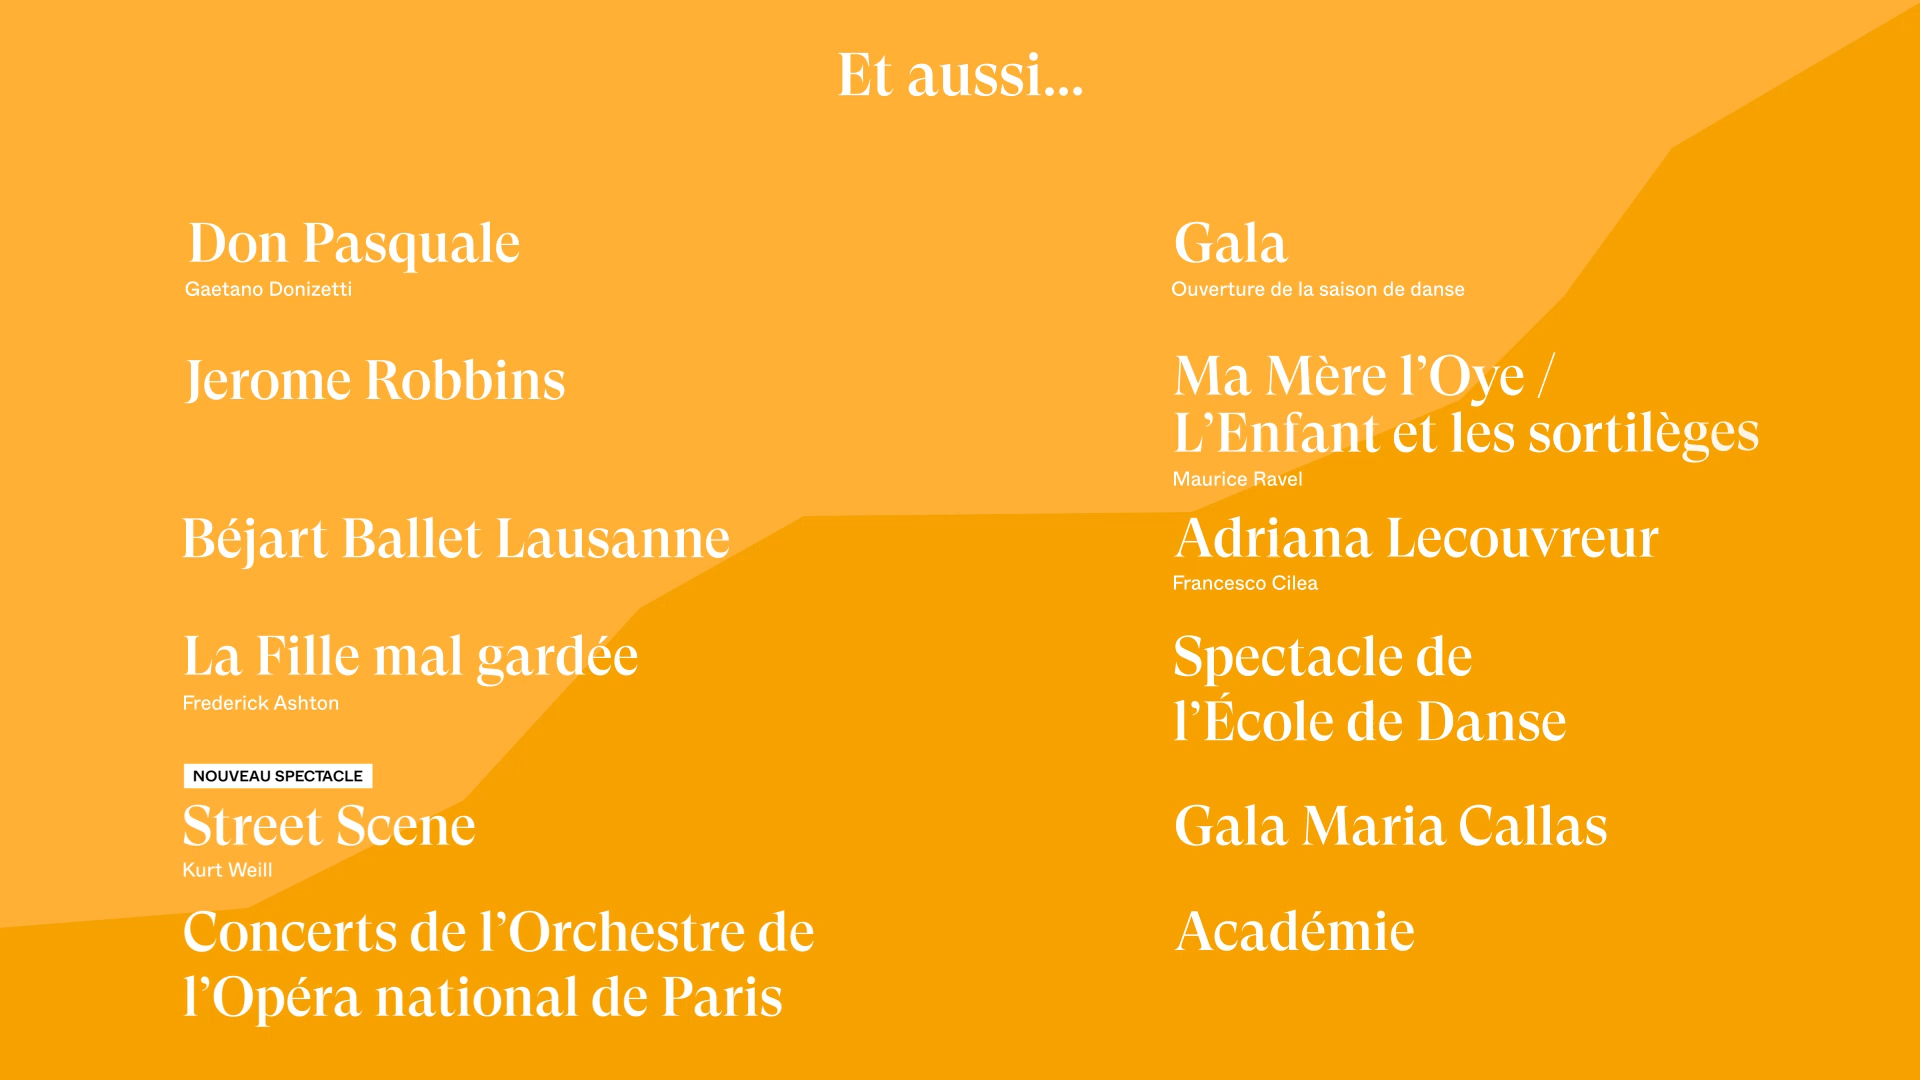 Et aussi...
Don Pasquale
Gaetano Donizetti
Jerome Robbins
Béjart Ballet Lausanne
La Fille mal gardée
Frederick Ashton
NOUVEAU SPECTACLE
Street Scene
Kurt Weill
Concerts de l’Orchestre de
l’Opéra national de Paris
Gala
Ouverture de la saison de danse
Ma Mère l’Oye /
L’Enfant et les sortilèges
Maurice Ravel
Adriana Lecouvreur
Francesco Cilea
Spectacle de
l’École de Danse
Gala Maria Callas
Académie